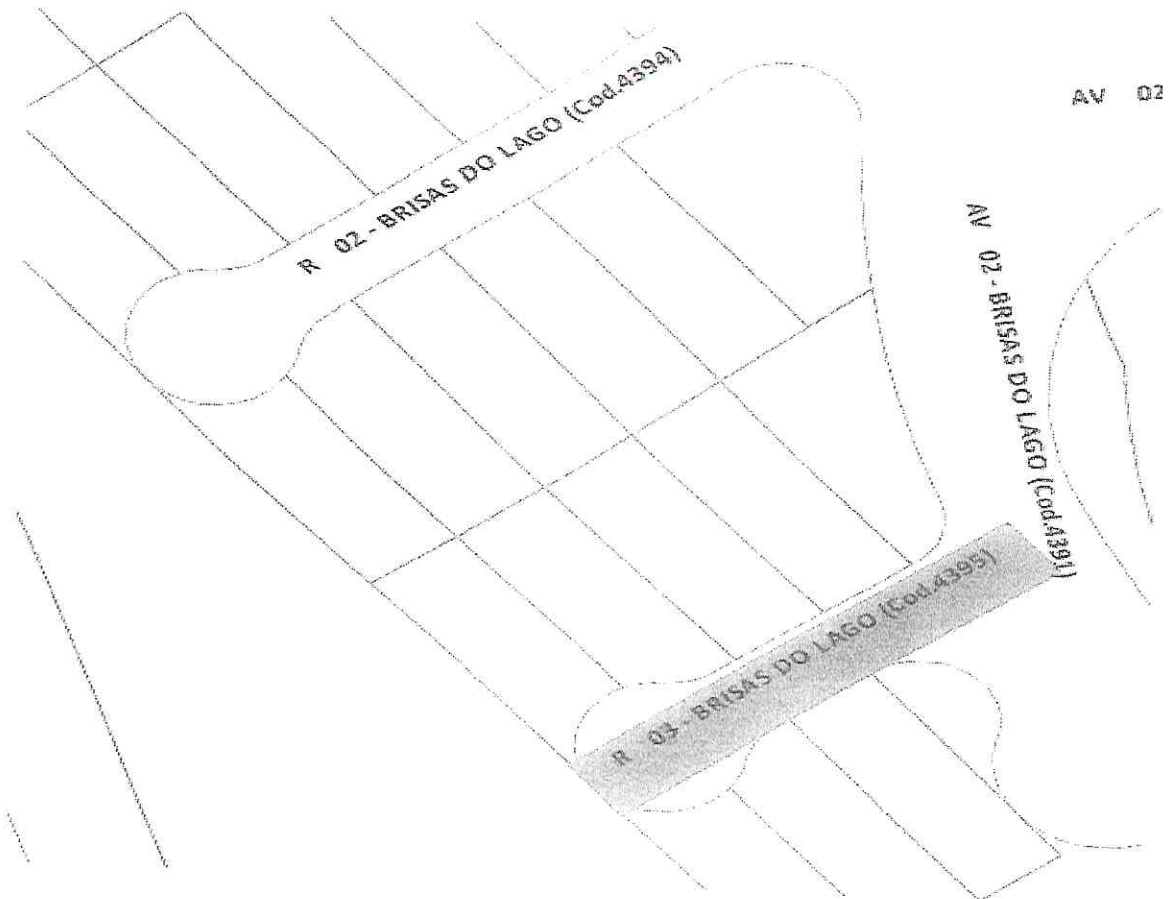 R 02 - BRISAS DO LAGO (Cod.4394)
AV 02
AV 02 - BRISAS DO LAGO (Cod.4391)
R 03 - BRISAS DO LAGO (Cod.4395)